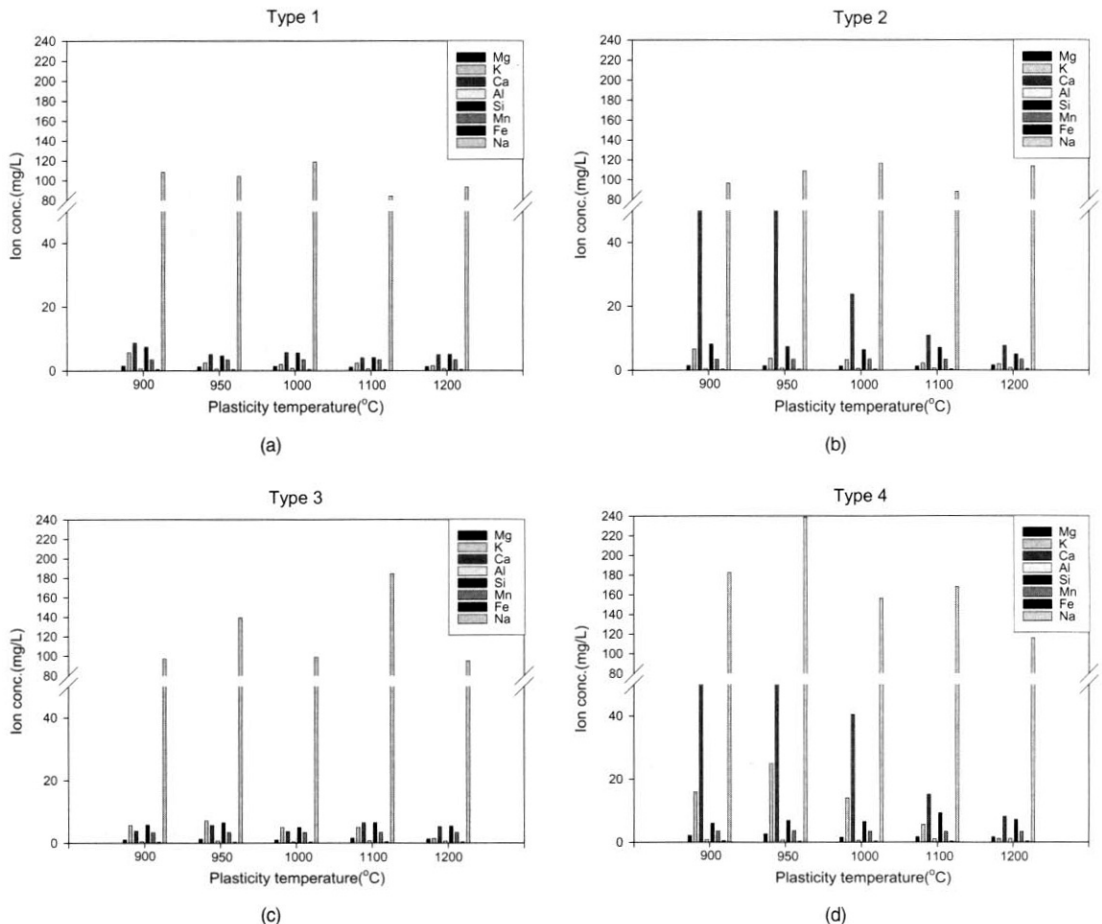 Type 1
240
220
200
180
160
140
120
100
80
40
20
0
Ion conc.(mg/L)
Mg
K
Ca
Al
Si
Mn
Fe
Na
900 950 1000 1100 1200
Plasticity temperature(°C)
(a)
Type 2
240
220
200
180
160
140
120
100
80
40
20
0
Ion conc.(mg/L)
Mg
K
Ca
Al
Si
Mn
Fe
Na
900 950 1000 1100 1200
Plasticity temperature(°C)
(b)
Type 3
240
220
200
180
160
140
120
100
80
40
20
0
Ion conc.(mg/L)
Mg
K
Ca
Al
Si
Mn
Fe
Na
900 950 1000 1100 1200
Plasticity temperature(°C)
(c)
Type 4
240
220
200
180
160
140
120
100
80
40
20
0
Ion conc.(mg/L)
Mg
K
Ca
Al
Si
Mn
Fe
Na
900 950 1000 1100 1200
Plasticity temperature(°C)
(d)